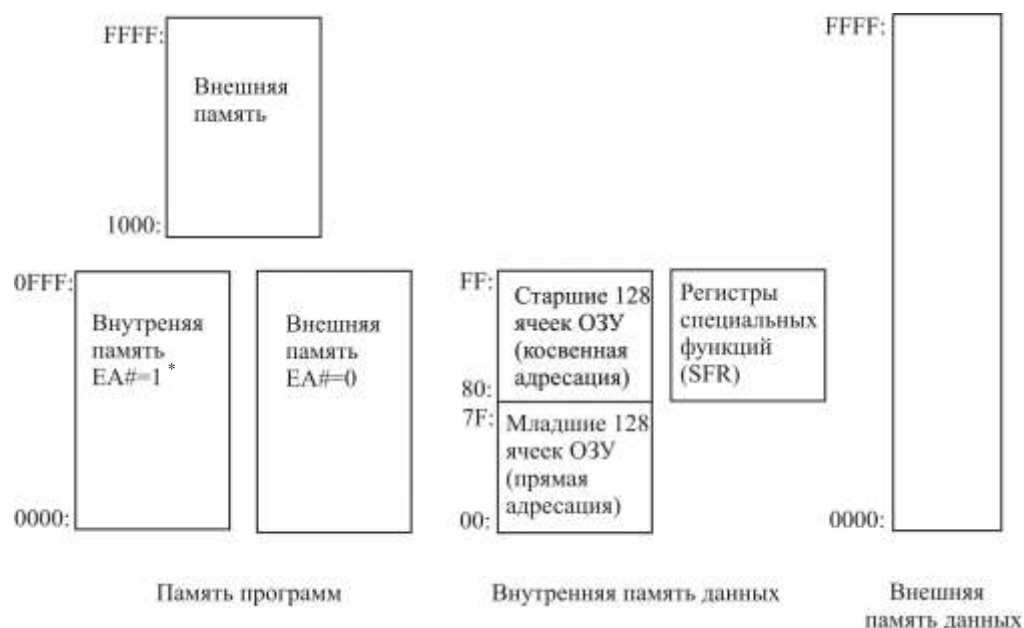 FFFF:
Внешняя
память
1000:
0FFF:
Внутреняя
память
EA#=1 *
0000:
Внешняя
память
EA#=0
Память программ
FF:
Старшие 128
ячеек ОЗУ
(косвенная
адресация)
80:
7F:
Младшие 128
ячеек ОЗУ
(прямая
адресация)
00:
Регистры
специальных
функций
(SFR)
Внутренняя память данных
FFFF:
0000:
Внешняя
память данных